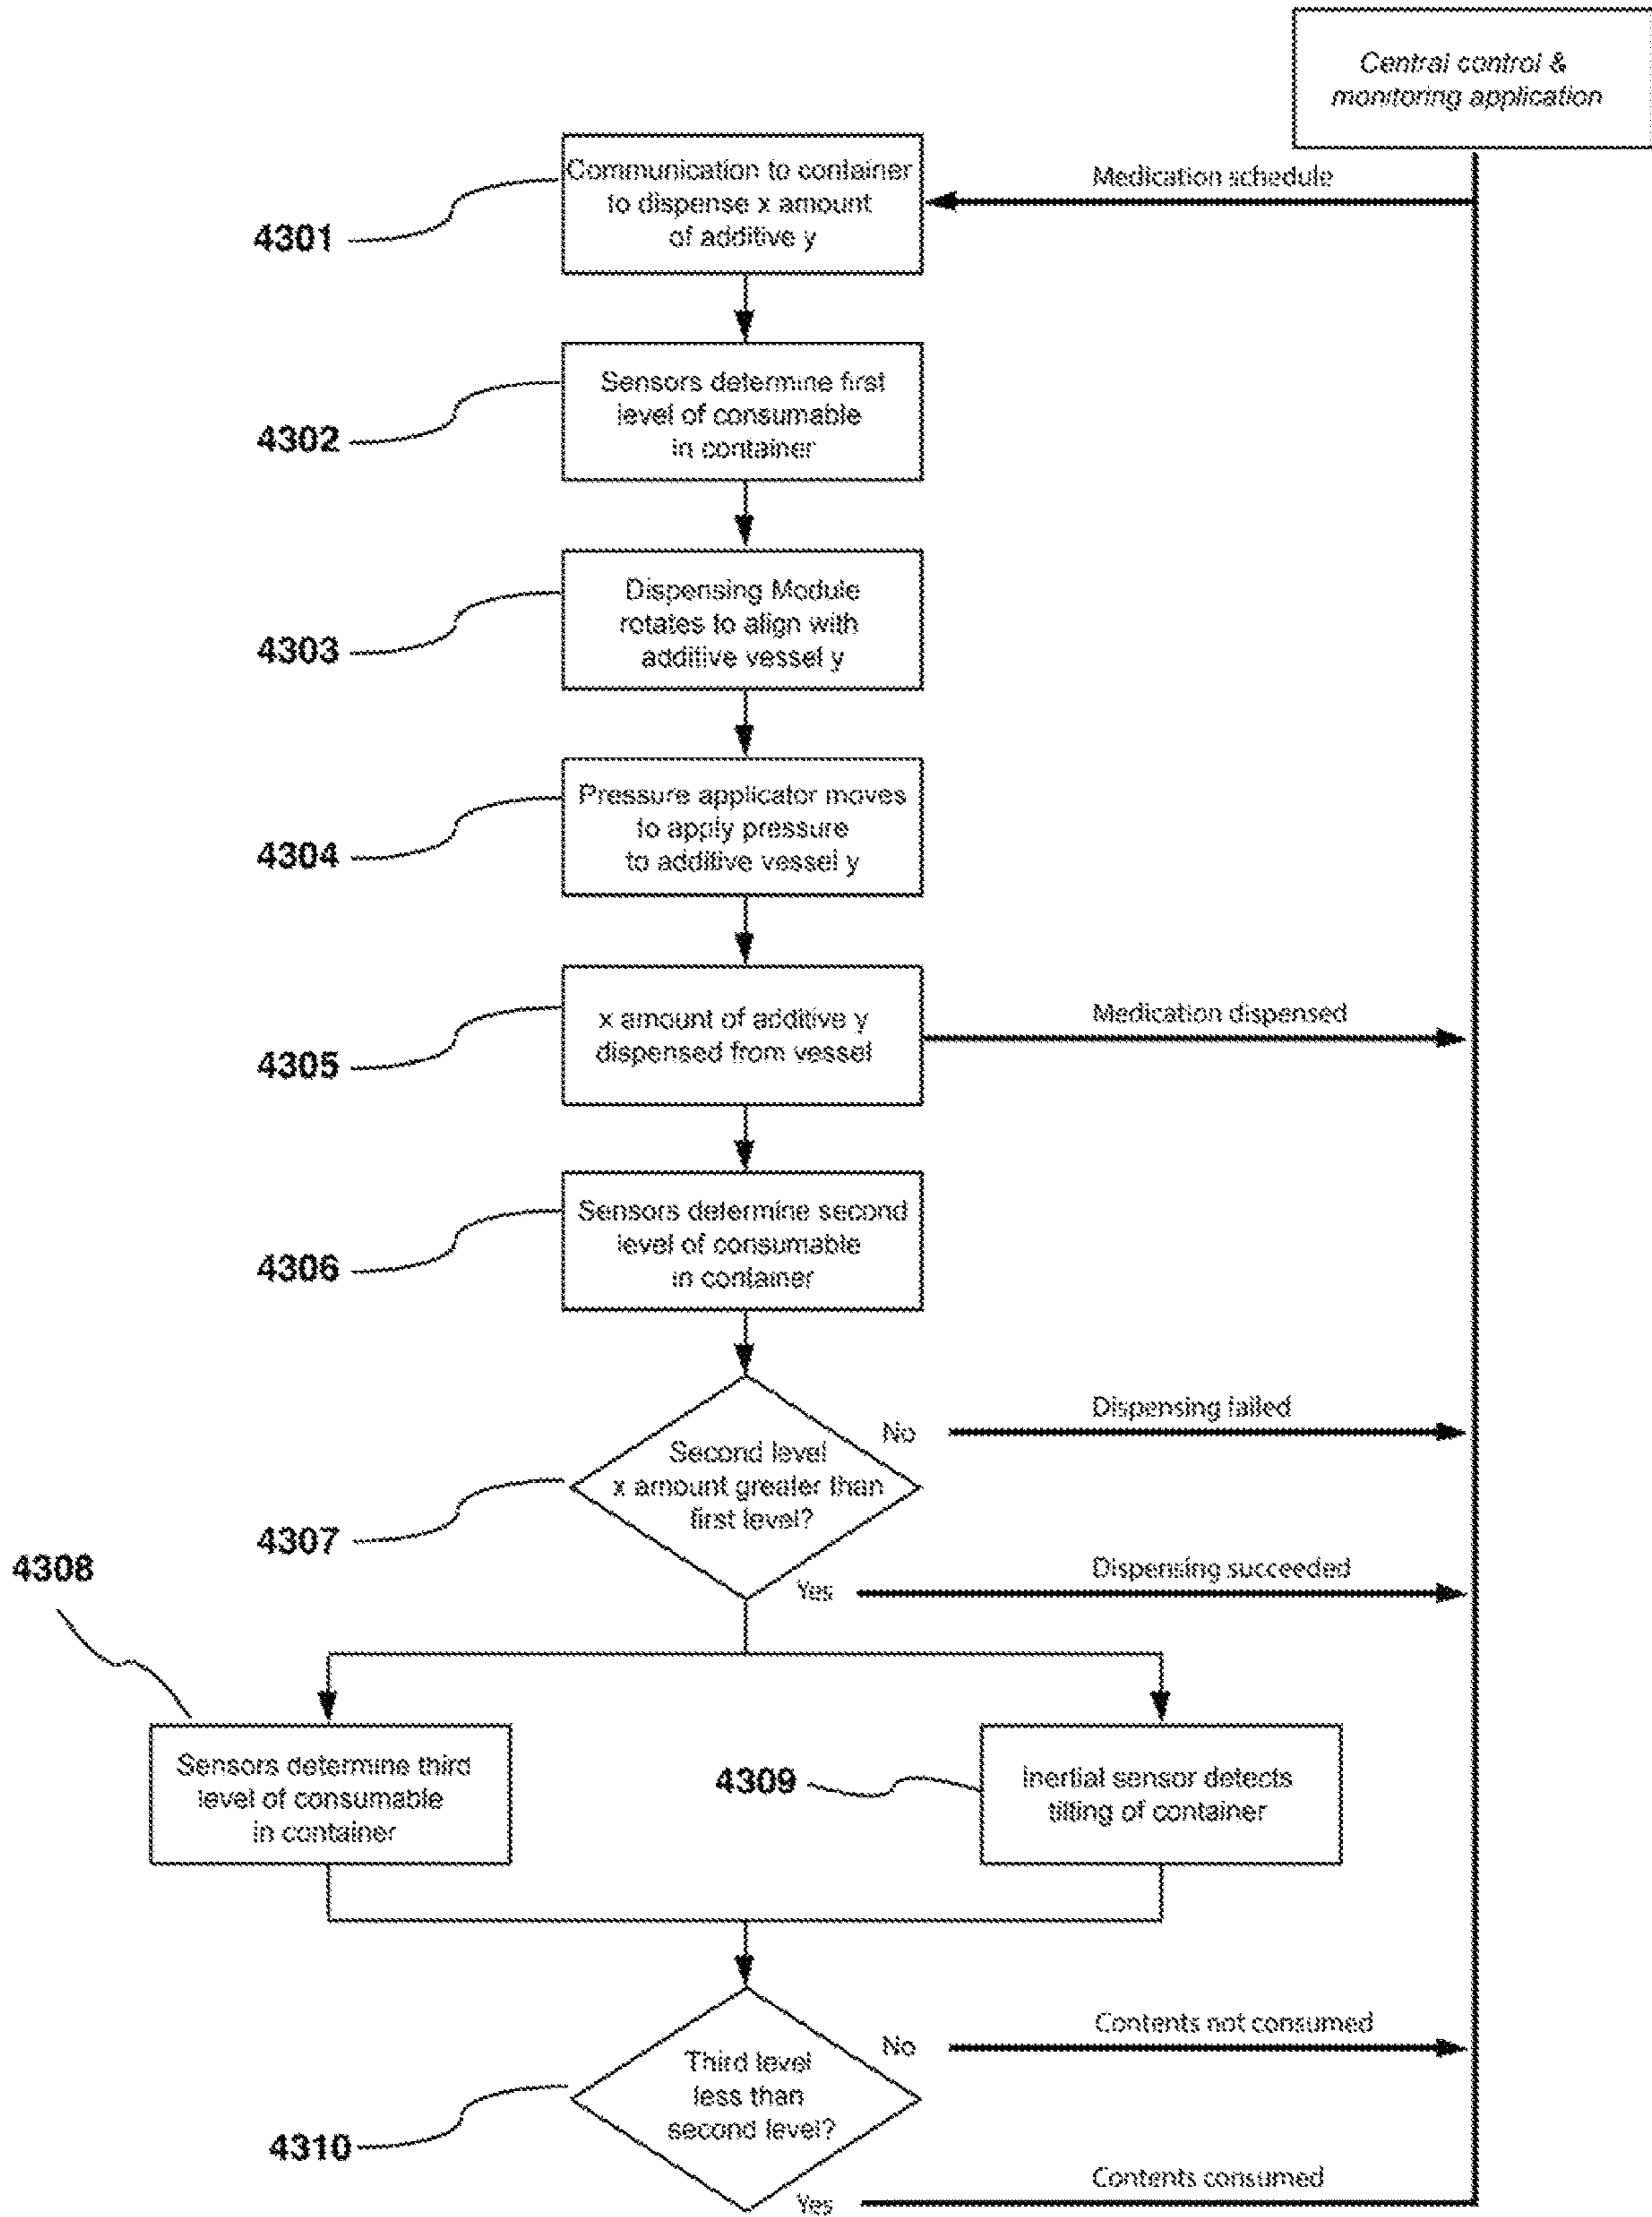 Central control &
monitoring application
Communication to container
to dispense x amount
of additive y
Medication schedule
4301
Sensors determine first
level of consumable
in container
4302
Dispensing Module
rotates to align with
additive vessel y
4303
Pressure applicator moves
to apply pressure
to additive vessel y
4304
x amount of additive y
dispensed from vessel
Medication dispensed
4305
Sensors determine second
level of consumable
in container
4306
Dispensing failed
No
Second level
x amount greater than
first level?
4307
4308
Dispensing succeeded
Yes
Sensors determine third
level of consumable
in container
4309
Inertial sensor detects
tilting of container
Contents not consumed
No
Third level
less than
second level?
4310
Contents consumed
Yes